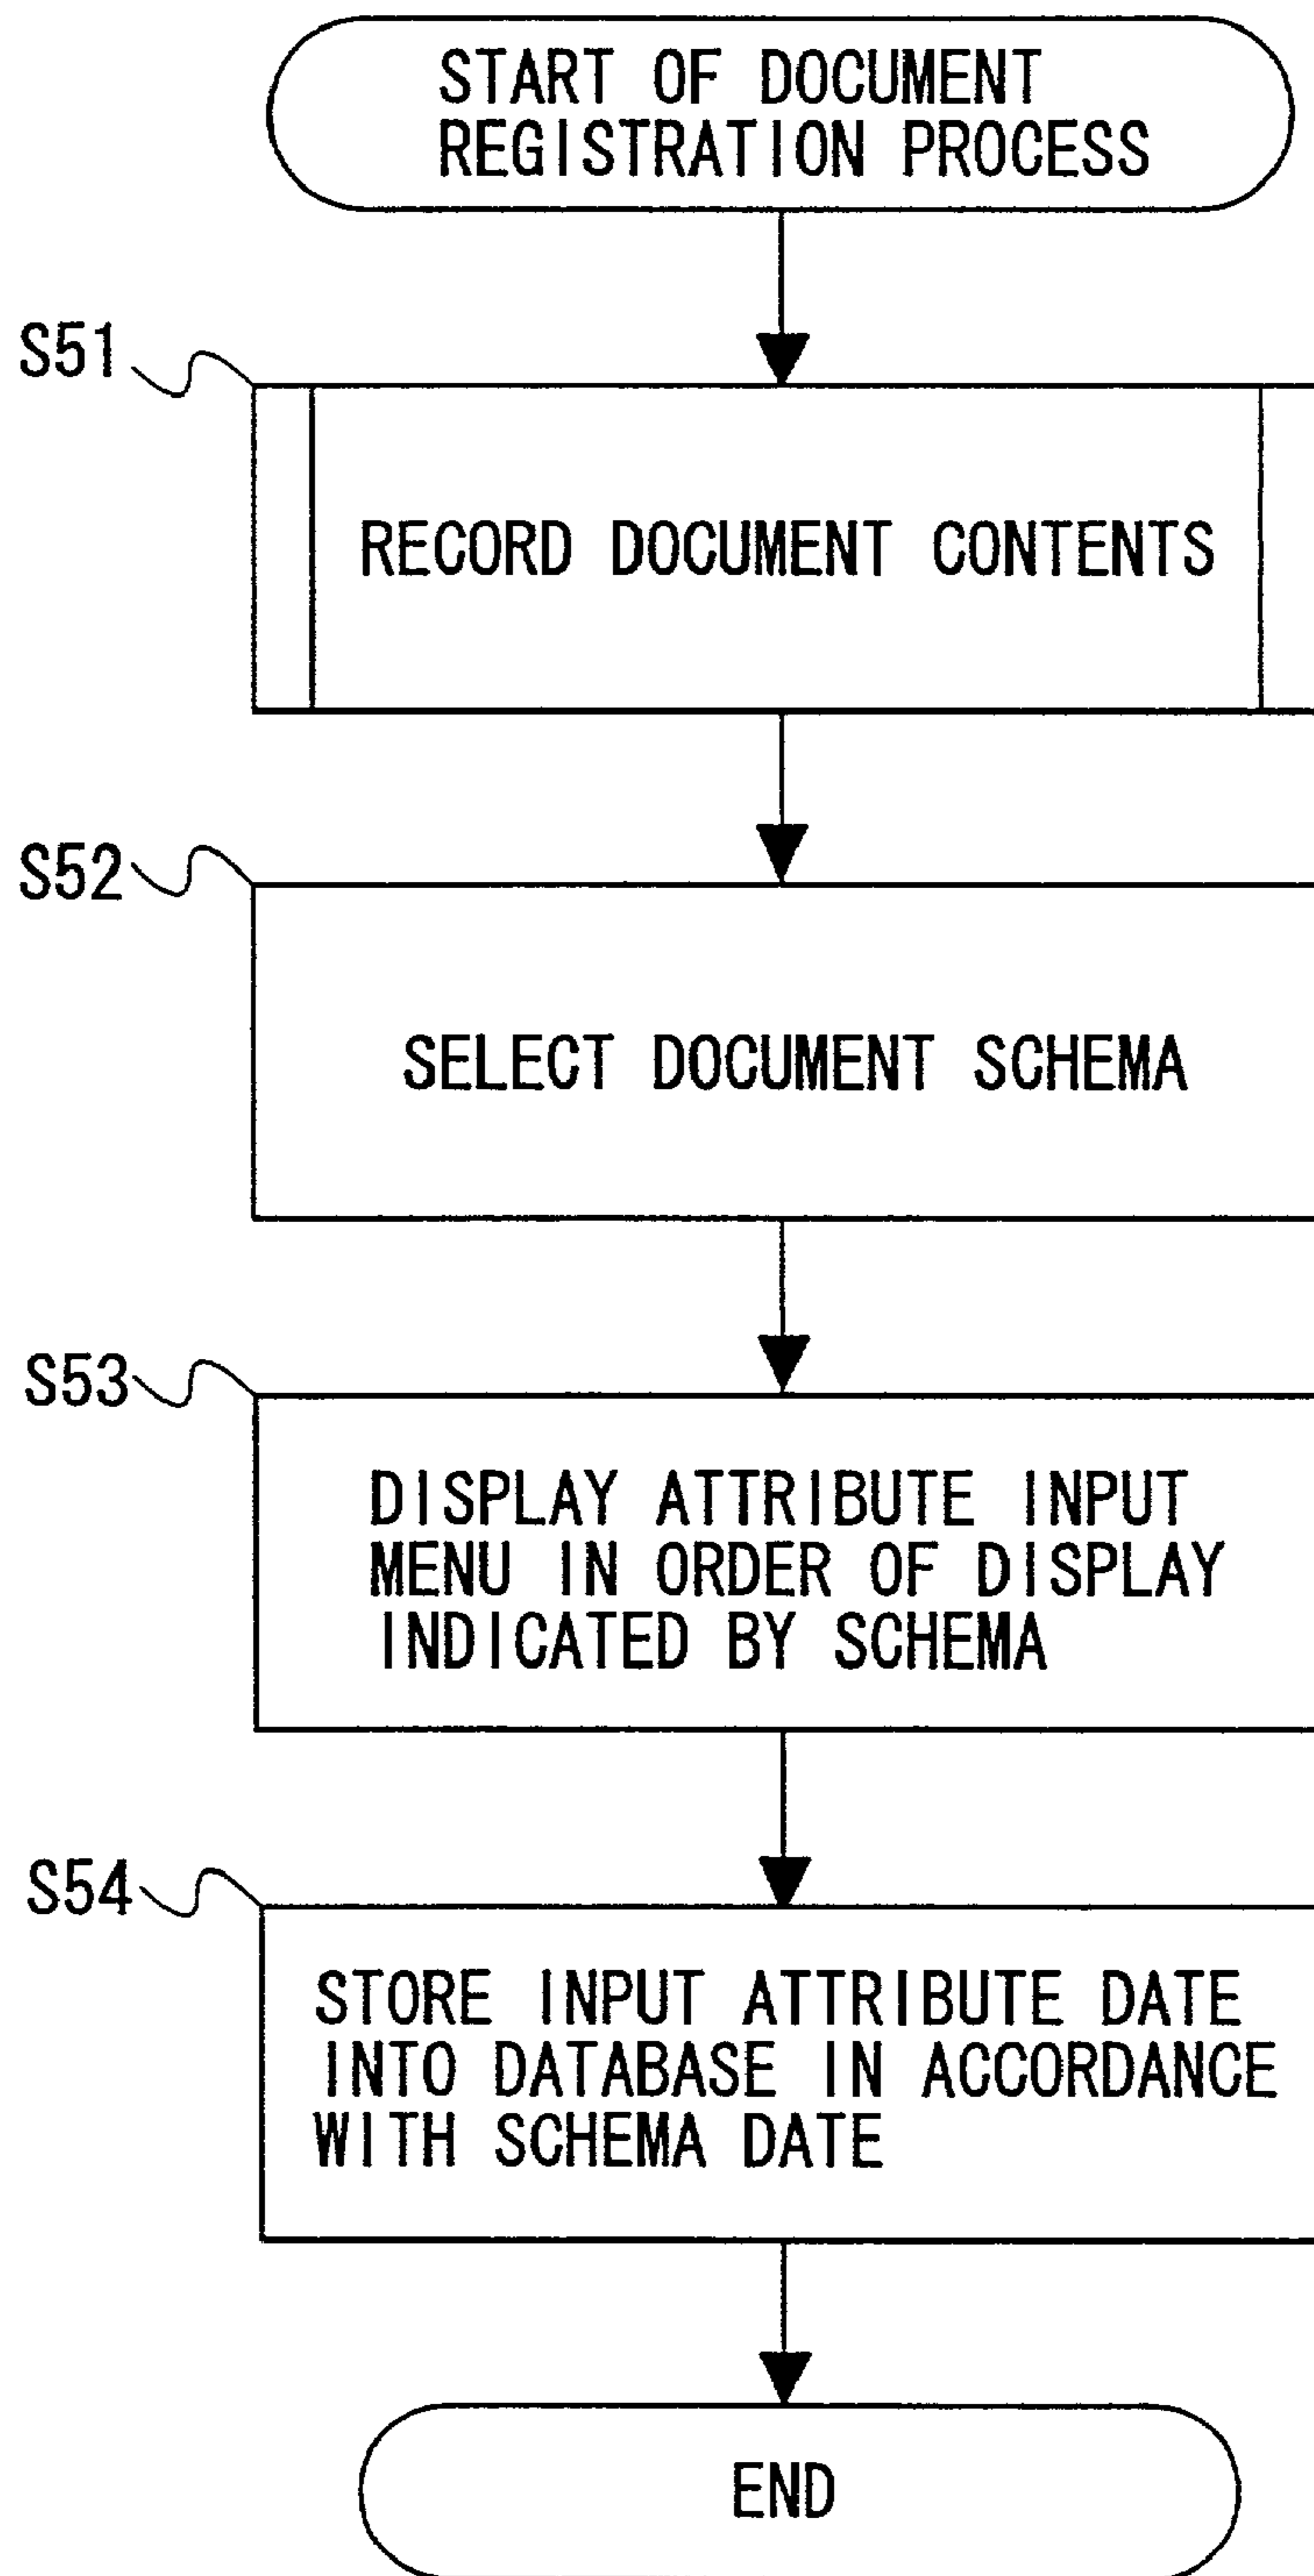 START OF DOCUMENT
REGISTRATION PROCESS
S51
RECORD DOCUMENT CONTENTS
S52
SELECT DOCUMENT SCHEMA
S53
DISPLAY ATTRIBUTE INPUT
MENU IN ORDER OF DISPLAY
INDICATED BY SCHEMA
S54
STORE INPUT ATTRIBUTE DATE
INTO DATABASE IN ACCORDANCE
WITH SCHEMA DATE
END